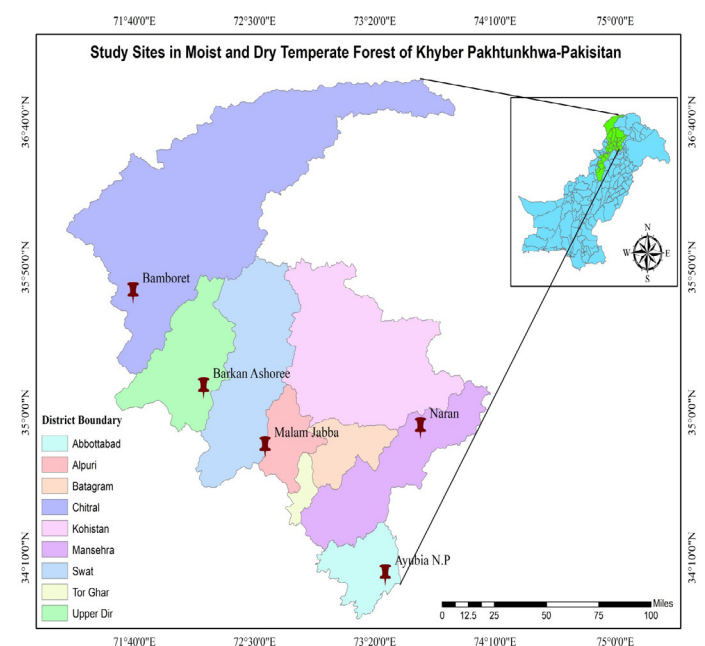 71°40'0"E 72°30'0"E 73°20'0"E 74°10'0"E 75°0'0"E
Study Sites in Moist and Dry Temperate Forest of Khyber Pakhtunkhwa-Pakisitan
36°40'0"N
36°40'0"N
N
W E
S
35°50'0"N
35°50'0"N
Bamboret
Barkan Ashoree
35°0'0"N
35°0'0"N
Naran
Malam Jabba
District Boundary
Abbottabad
Alpuri
Batagram
Chitral
Kohistan
Mansehra
Swat
Tor Ghar
Upper Dir
34°10'0"N
34°10'0"N
Ayubia N.P
Miles
0 12.5 25 50 75 100
71°40'0"E 72°30'0"E 73°20'0"E 74°10'0"E 75°0'0"E